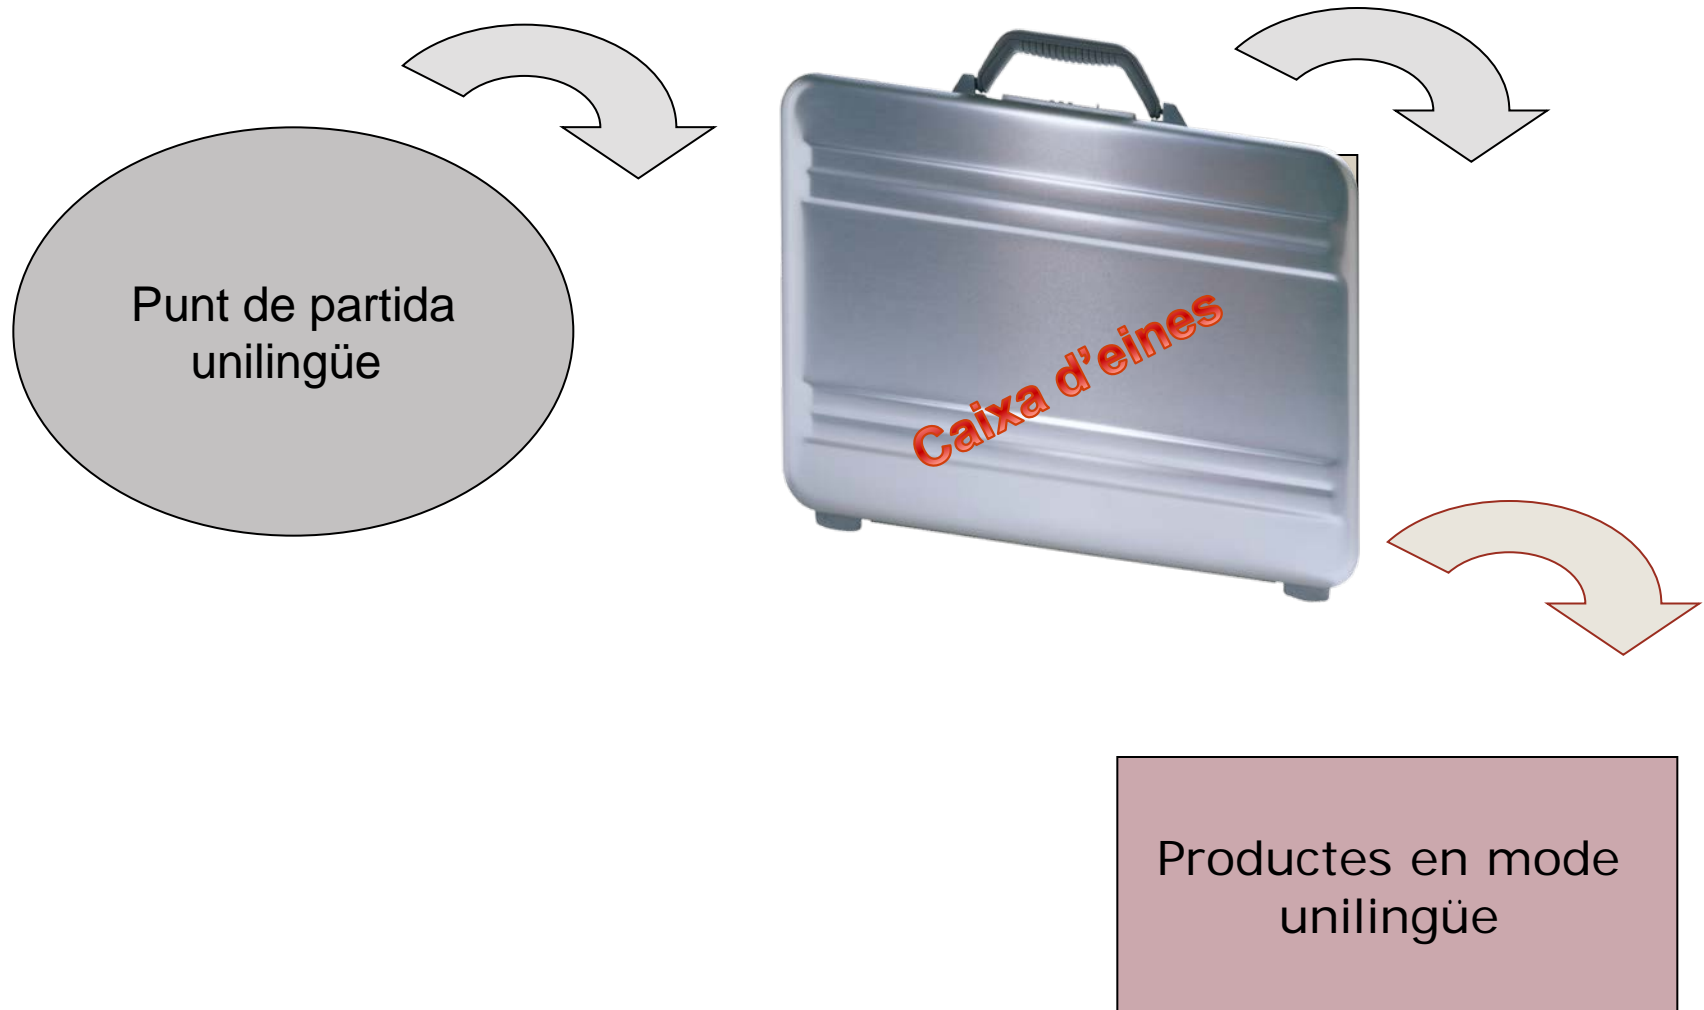 Punt de partida
unilingüe
Caixa d’eines
Productes en mode
unilingüe